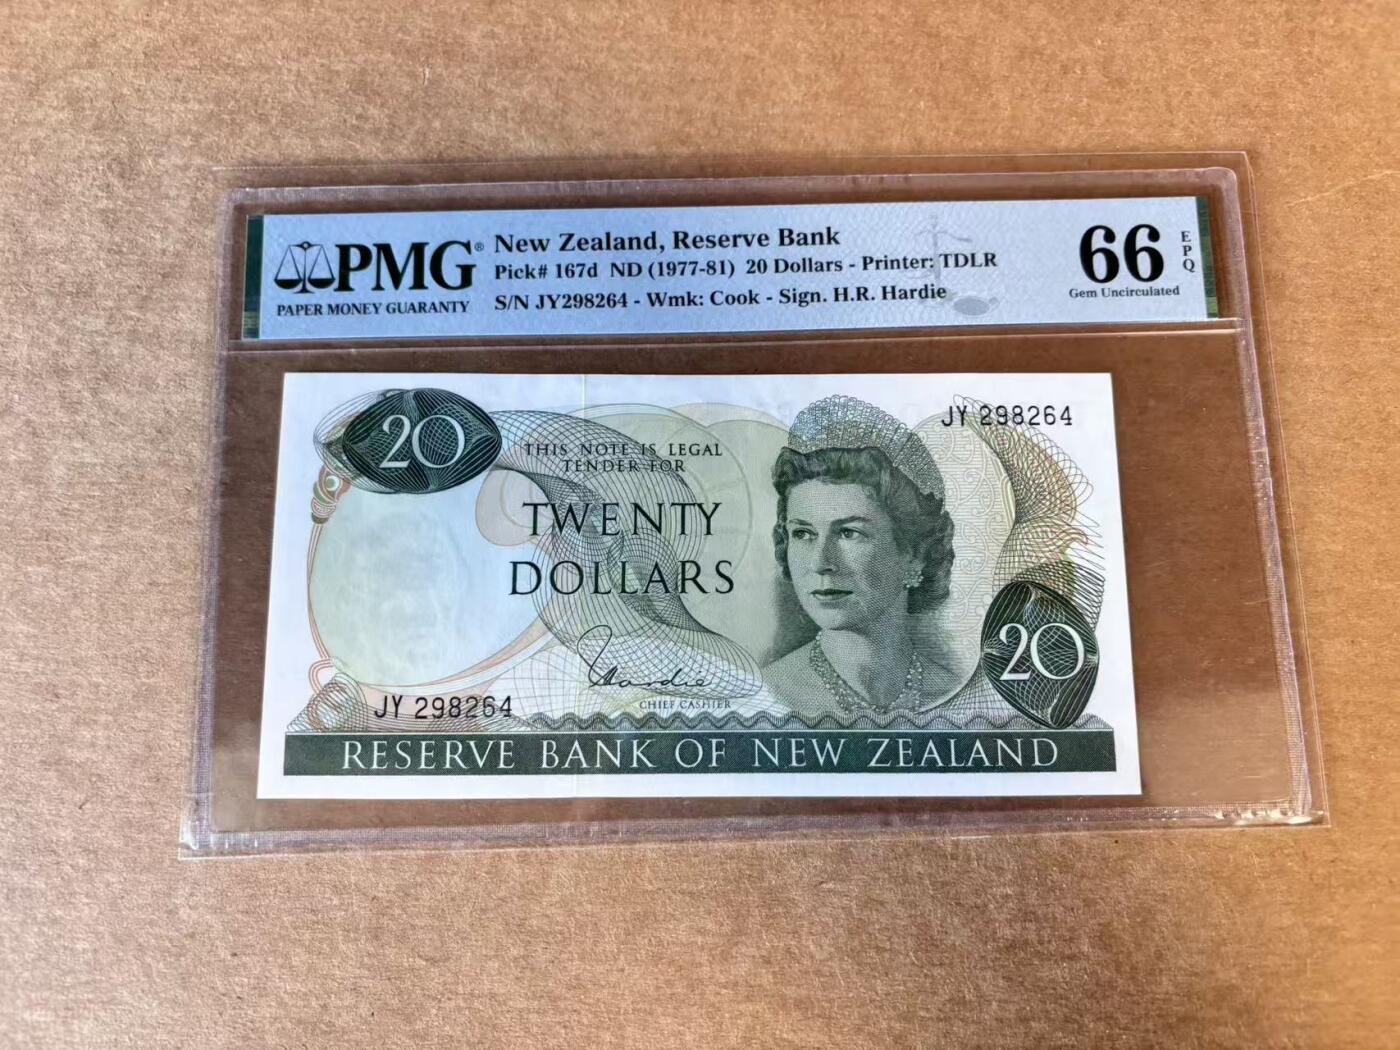 PMG®
PAPER MONEY GUARANTY
New Zealand, Reserve Bank
Pick# 167d ND (1977-81) 20 Dollars - Printer: TDLR
S/N JY298264 - Wmk: Cook - Sign. H.R. Hardie
66
EPQ
Gem Uncirculated
20
JY 298264
THIS NOTE IS LEGAL
TENDER FOR
TWENTY
DOLLARS
20
Hardie
CHIEF CASHIER
JY 298264
RESERVE BANK OF NEW ZEALAND